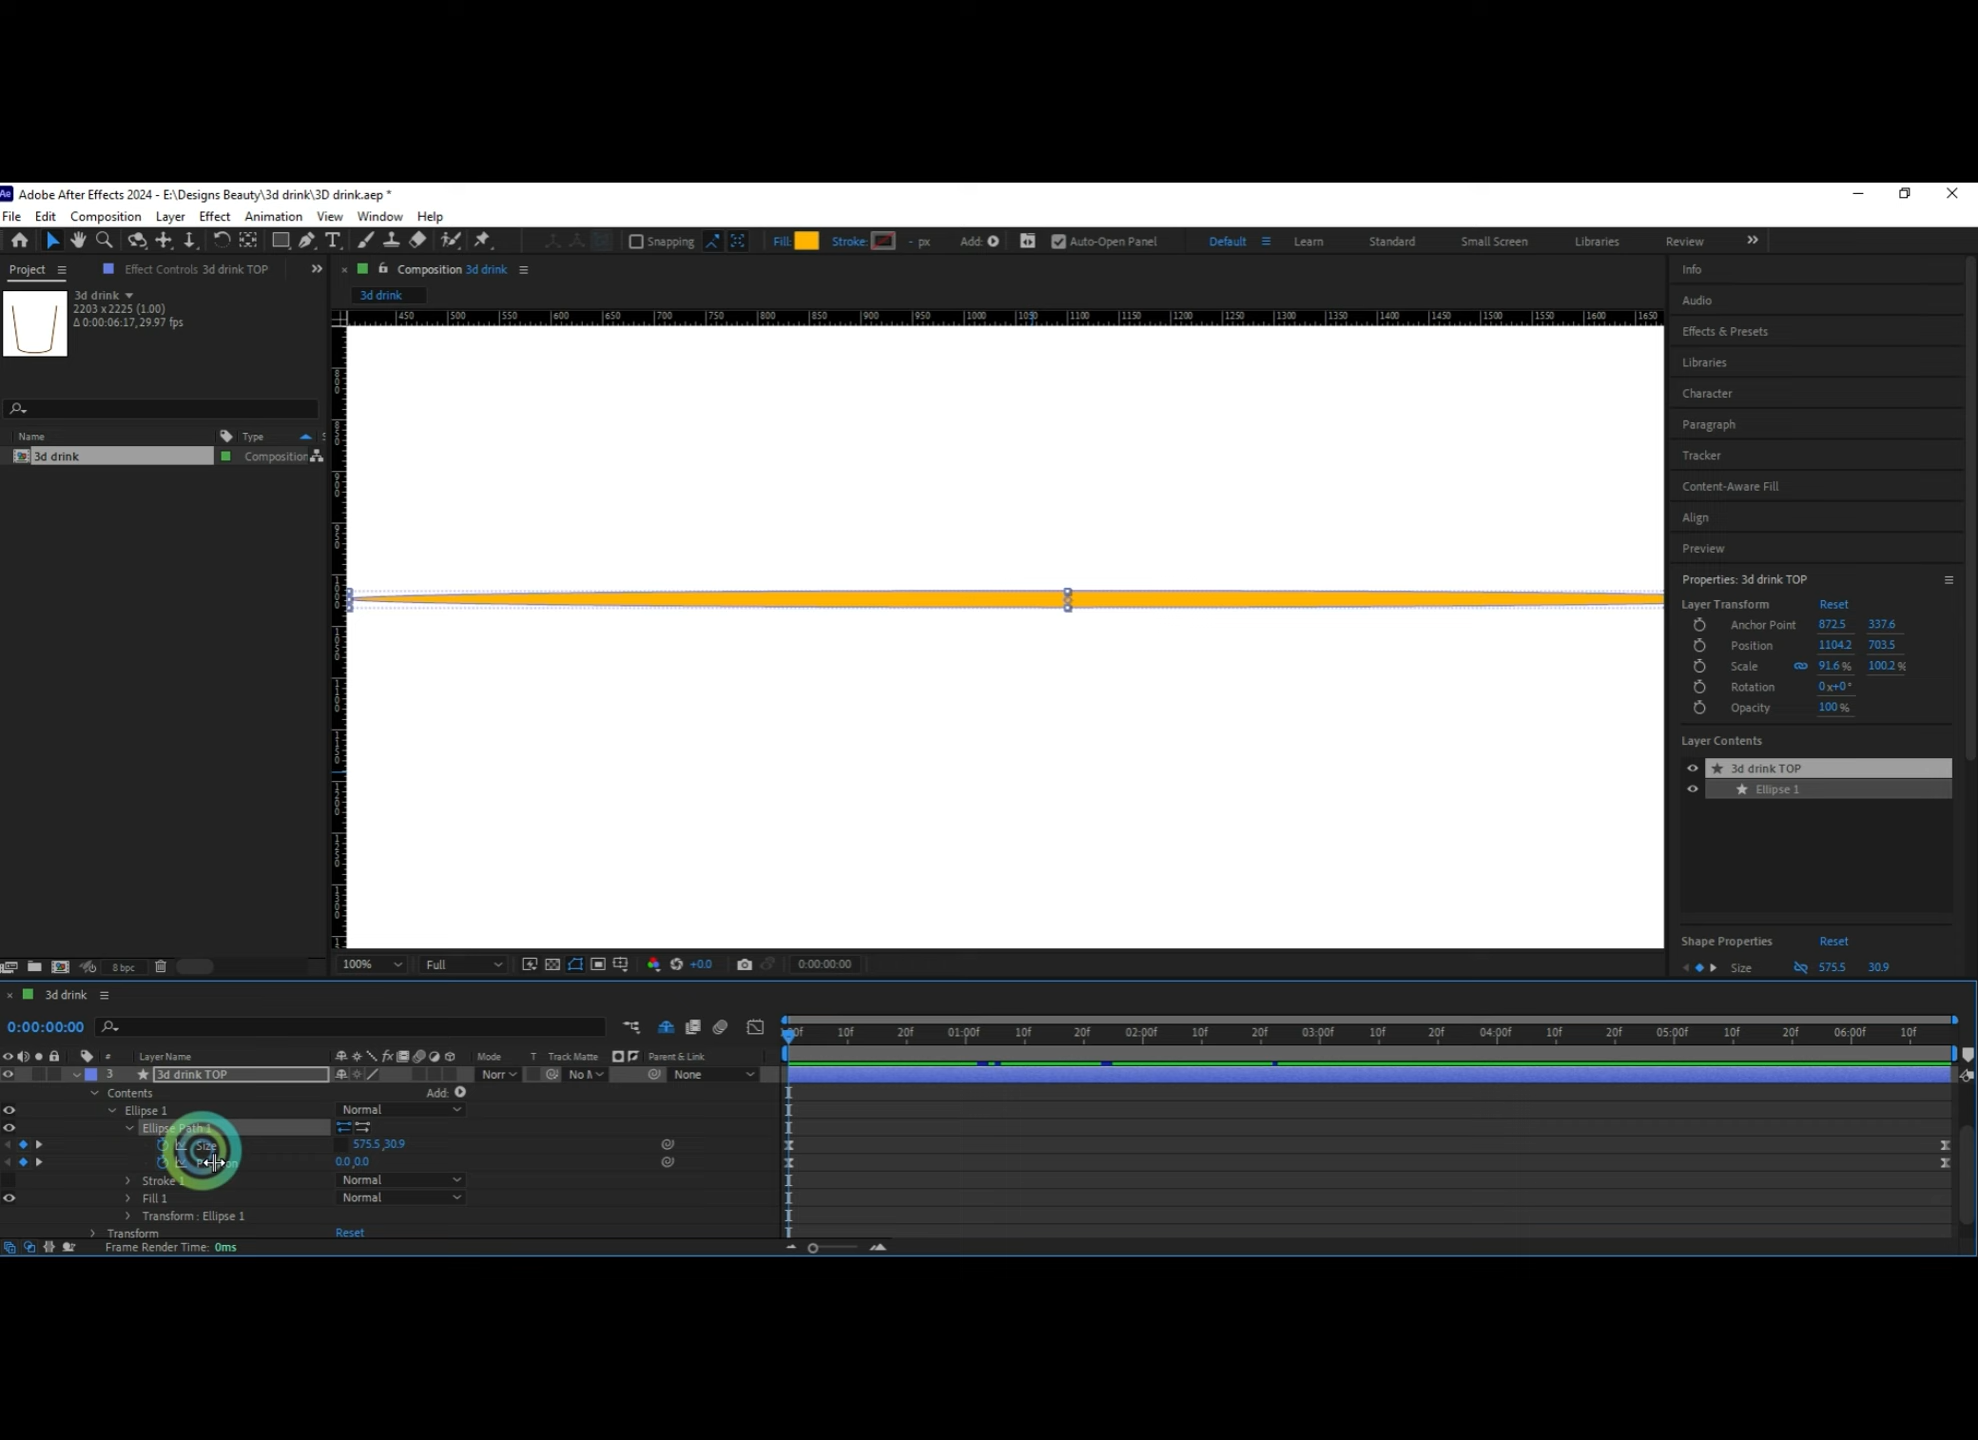 Ae Adobe After Effects 2024 - E:\Designs Beauty\3d drink\3D drink.aep *
File Edit Composition Layer Effect Animation View Window Help
Snapping Fill: Stroke: - px Add: Auto-Open Panel Default Learn Standard Small Screen Libraries Review
Project Effect Controls 3d drink TOP
Composition 3d drink
3d drink
2203 x 2225 (1.00)
Δ 0:00:06:17, 29.97 fps
Name Type
3d drink Composition
8 bpc
3d drink
450 500 550 600 650 700 750 800 850 900 950 1000 1050 1100 1150 1200 1250 1300 1350 1400 1450 1500 1550 1600 1650
100% Full +0.0 0:00:00:00
Info
Audio
Effects & Presets
Libraries
Character
Paragraph
Tracker
Content-Aware Fill
Align
Preview
Properties: 3d drink TOP
Layer Transform Reset
Anchor Point 872.5 337.6
Position 1104.2 703.5
Scale 91.6 % 100.2 %
Rotation 0x+0°
Opacity 100 %
Layer Contents
3d drink TOP
Ellipse 1
Shape Properties Reset
Size 575.5 30.9
3d drink
0:00:00:00
10f 20f 01:00f 10f 20f 02:00f 10f 20f 03:00f 10f 20f 04:00f 10f 20f 05:00f 10f 20f 06:00f 10f
# Layer Name Mode T Track Matte Parent & Link
3 3d drink TOP Norr No M None
Contents Add:
Ellipse 1 Normal
Ellipse Path 1
Size 575.5,30.9
0.0,0.0
Stroke 1 Normal
Fill 1 Normal
Transform : Ellipse 1
Transform Reset
Frame Render Time: 0ms